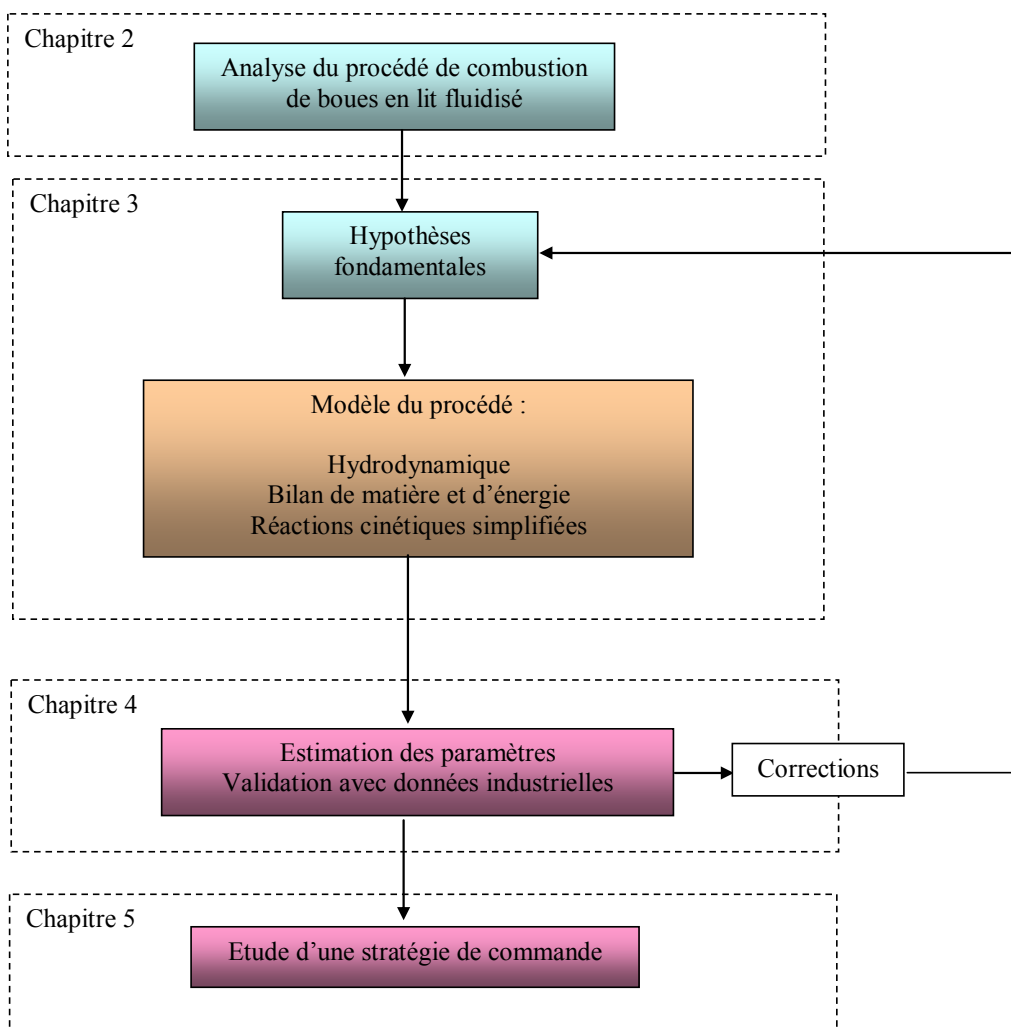 Chapitre 2
Analyse du procédé de combustion
de boues en lit fluidisé
Chapitre 3
Hypothèses
fondamentales
Modèle du procédé :
Hydrodynamique
Bilan de matière et d’énergie
Réactions cinétiques simplifiées
Chapitre 4
Estimation des paramètres
Validation avec données industrielles
Corrections
Chapitre 5
Etude d’une stratégie de commande